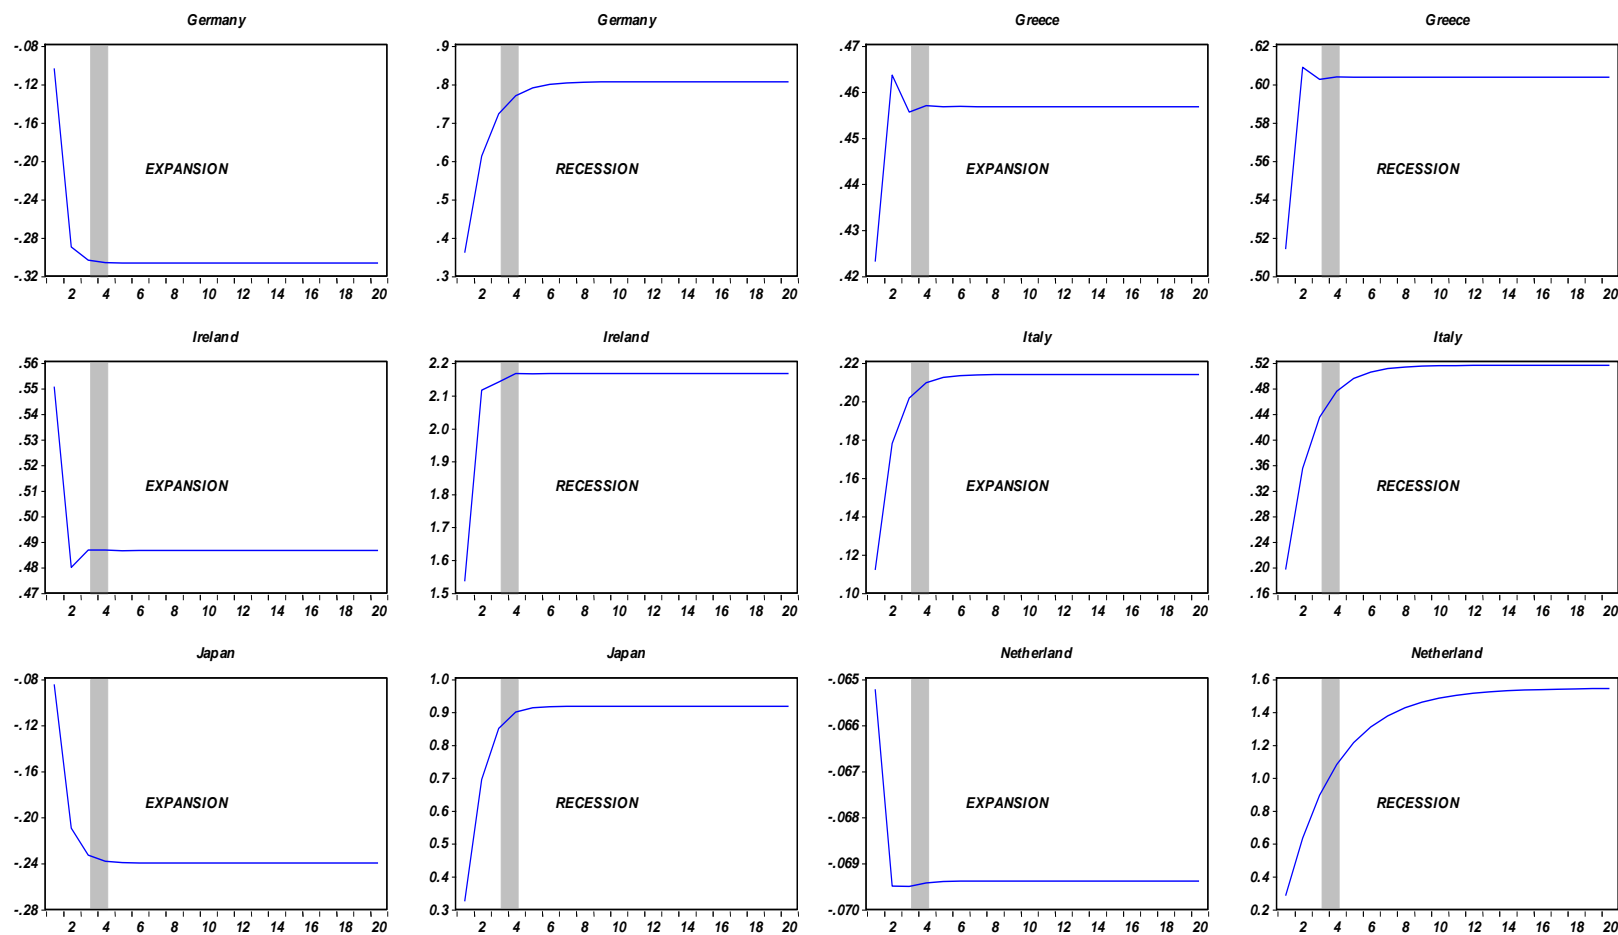 Germany
-.08
-.12
-.16
-.20
-.24
-.28
-.32
EXPANSION
2 4 6 8 10 12 14 16 18 20
Germany
.9
.8
.7
.6
.5
.4
.3
RECESSION
2 4 6 8 10 12 14 16 18 20
Greece
.47
.46
.45
.44
.43
.42
EXPANSION
2 4 6 8 10 12 14 16 18 20
Greece
.62
.60
.58
.56
.54
.52
.50
RECESSION
2 4 6 8 10 12 14 16 18 20
Ireland
.56
.55
.54
.53
.52
.51
.50
.49
.48
.47
EXPANSION
2 4 6 8 10 12 14 16 18 20
Ireland
2.2
2.1
2.0
1.9
1.8
1.7
1.6
1.5
RECESSION
2 4 6 8 10 12 14 16 18 20
Italy
.22
.20
.18
.16
.14
.12
.10
EXPANSION
2 4 6 8 10 12 14 16 18 20
Italy
.52
.48
.44
.40
.36
.32
.28
.24
.20
.16
RECESSION
2 4 6 8 10 12 14 16 18 20
Japan
-.08
-.12
-.16
-.20
-.24
-.28
EXPANSION
2 4 6 8 10 12 14 16 18 20
Japan
1.0
0.9
0.8
0.7
0.6
0.5
0.4
0.3
RECESSION
2 4 6 8 10 12 14 16 18 20
Netherland
-.065
-.066
-.067
-.068
-.069
-.070
EXPANSION
2 4 6 8 10 12 14 16 18 20
Netherland
1.6
1.4
1.2
1.0
0.8
0.6
0.4
0.2
RECESSION
2 4 6 8 10 12 14 16 18 20